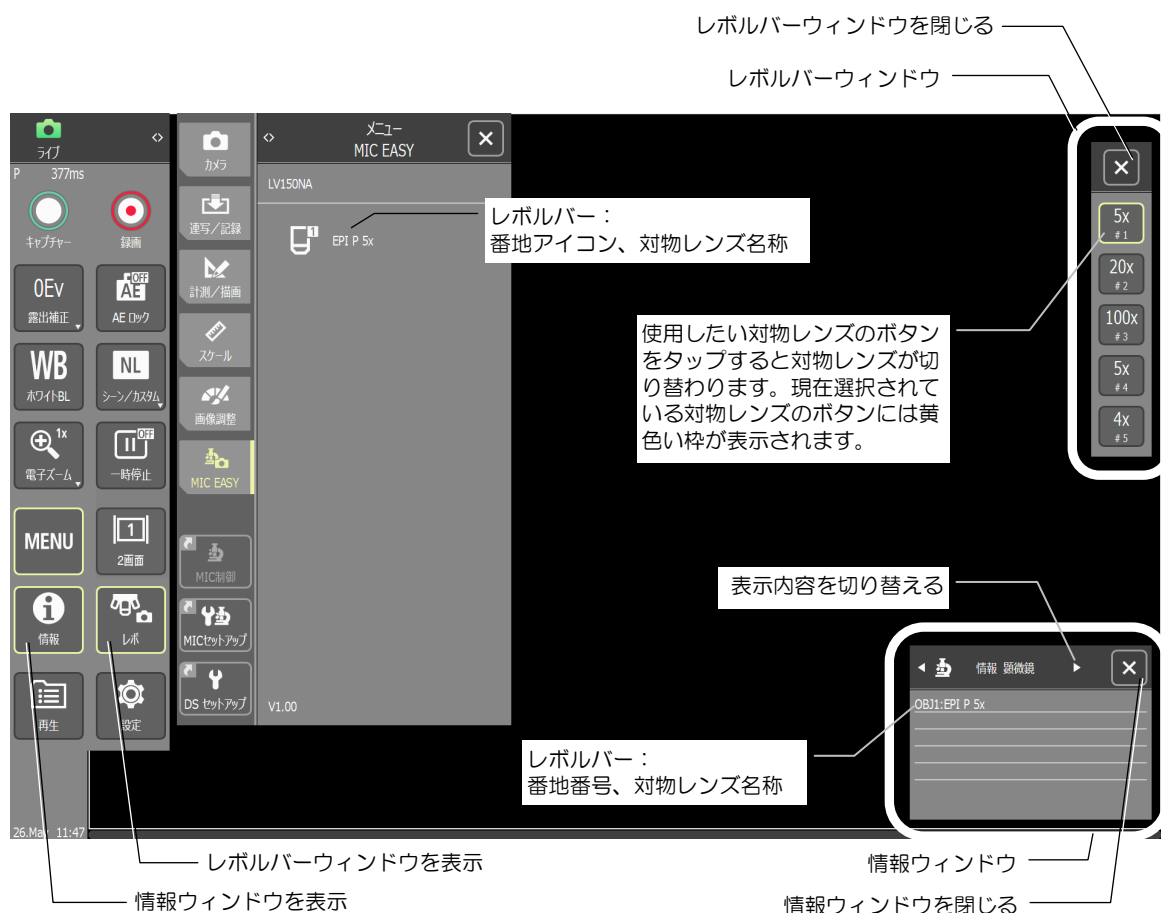 レボルバーウィンドウを閉じる
レボルバーウィンドウ
ライブ
P 377ms
キャプチャー
録画
0Ev
露出補正
OFF
AE
AE ロック
WB
ホワイトBL
NL
シーン/カスタム
1x
電子ズーム
OFF
一時停止
MENU
1
2画面
情報
レボ
再生
設定
26.May 11:47
カメラ
連写/記録
計測/描画
スケール
画像調整
MIC EASY
MIC制御
MICセットアップ
DS セットアップ
メニュー
MIC EASY
LV150NA
1
EPI P 5x
V1.00
レボルバー：
番地アイコン、対物レンズ名称
5x
#1
20x
#2
100x
#3
5x
#4
4x
#5
使用したい対物レンズのボタン
をタップすると対物レンズが切
り替わります。現在選択されて
いる対物レンズのボタンには黄
色い枠が表示されます。
表示内容を切り替える
情報 顕微鏡
OBJ1:EPI P 5x
レボルバー：
番地番号、対物レンズ名称
レボルバーウィンドウを表示
情報ウィンドウを表示
情報ウィンドウ
情報ウィンドウを閉じる